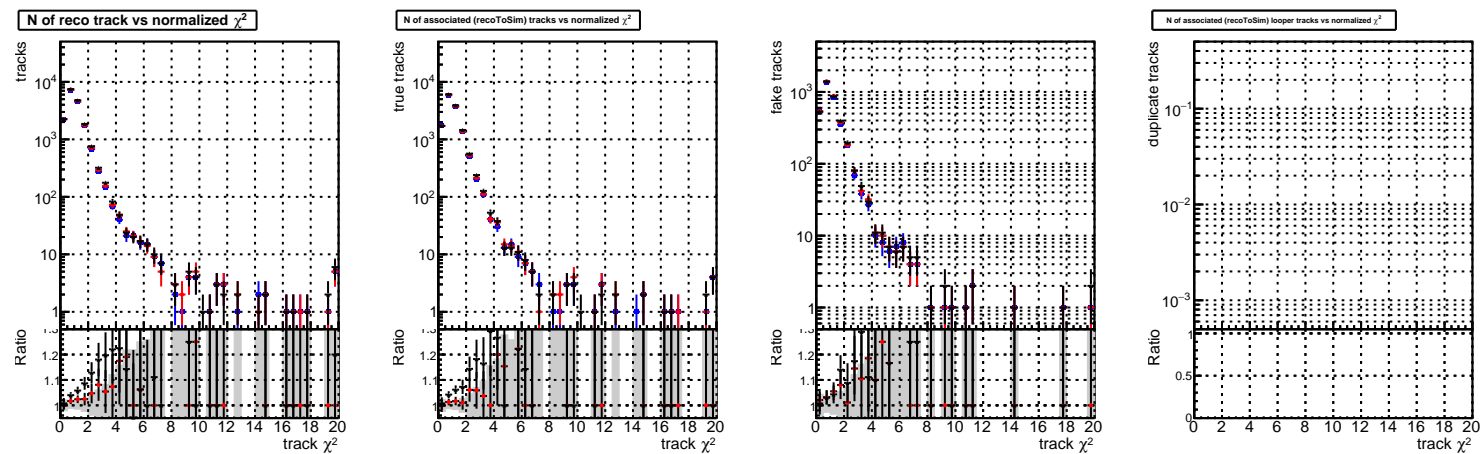 N of reco track vs normalized χ²
tracks
10⁴
10³
10²
10
1
Ratio
1.3
1.2
1.1
1
0 2 4 6 8 10 12 14 16 18 20
track χ²
N of associated (recoToSim) tracks vs normalized χ²
true tracks
10⁴
10³
10²
10
1
Ratio
1.3
1.2
1.1
1
0 2 4 6 8 10 12 14 16 18 20
track χ²
fake tracks
10³
10²
10
1
Ratio
1.3
1.2
1.1
1
0 2 4 6 8 10 12 14 16 18 20
track χ²
N of associated (recoToSim) looper tracks vs normalized χ²
duplicate tracks
10⁻¹
10⁻²
10⁻³
Ratio
1
0.5
0
0 2 4 6 8 10 12 14 16 18 20
track χ²